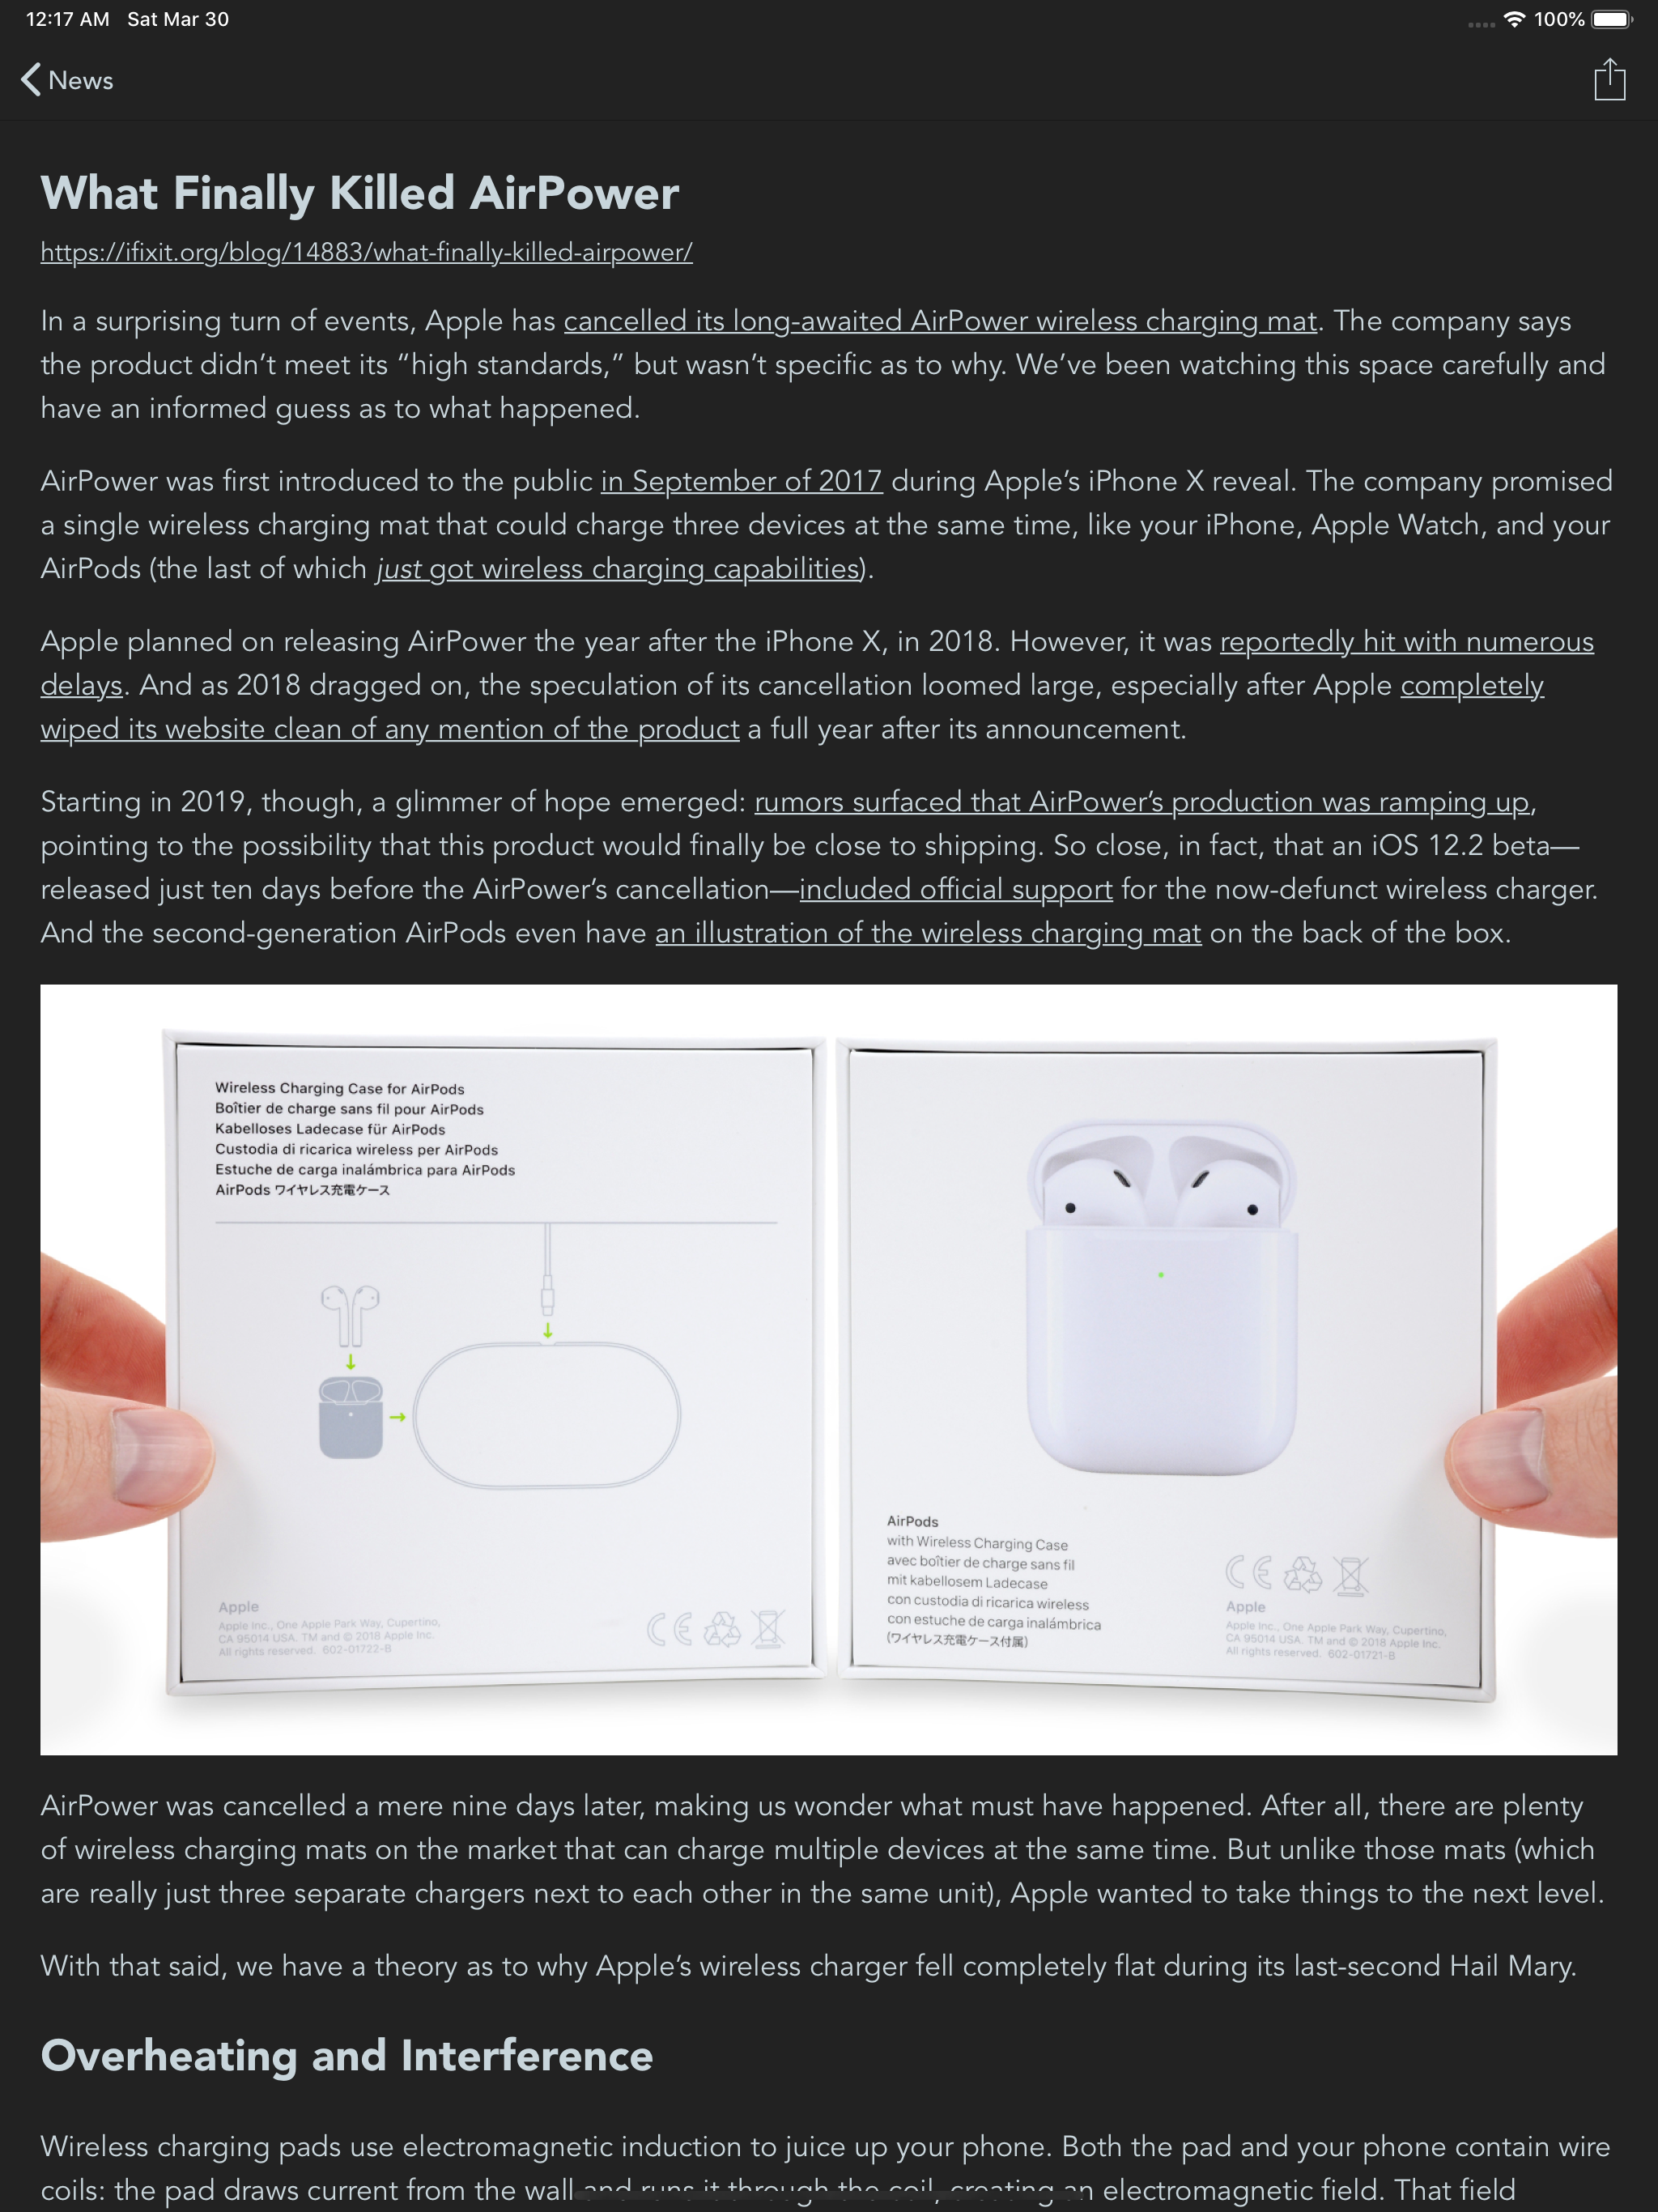 12:17 AM Sat Mar 30
100%
News
What Finally Killed AirPower
https://ifixit.org/blog/14883/what-finally-killed-airpower/
In a surprising turn of events, Apple has cancelled its long-awaited AirPower wireless charging mat. The company says
the product didn’t meet its “high standards,” but wasn’t specific as to why. We’ve been watching this space carefully and
have an informed guess as to what happened.
AirPower was first introduced to the public in September of 2017 during Apple’s iPhone X reveal. The company promised
a single wireless charging mat that could charge three devices at the same time, like your iPhone, Apple Watch, and your
AirPods (the last of which just got wireless charging capabilities).
Apple planned on releasing AirPower the year after the iPhone X, in 2018. However, it was reportedly hit with numerous
delays. And as 2018 dragged on, the speculation of its cancellation loomed large, especially after Apple completely
wiped its website clean of any mention of the product a full year after its announcement.
Starting in 2019, though, a glimmer of hope emerged: rumors surfaced that AirPower’s production was ramping up,
pointing to the possibility that this product would finally be close to shipping. So close, in fact, that an iOS 12.2 beta—
released just ten days before the AirPower’s cancellation—included official support for the now-defunct wireless charger.
And the second-generation AirPods even have an illustration of the wireless charging mat on the back of the box.
Wireless Charging Case for AirPods
Boîtier de charge sans fil pour AirPods
Kabelloses Ladecase für AirPods
Custodia di ricarica wireless per AirPods
Estuche de carga inalámbrica para AirPods
AirPods ワイヤレス充電ケース
Apple
Apple Inc., One Apple Park Way, Cupertino,
CA 95014 USA. TM and © 2018 Apple Inc.
All rights reserved. 602-01722-B
CE
AirPods
with Wireless Charging Case
avec boîtier de charge sans fil
mit kabellosem Ladecase
con custodia di ricarica wireless
con estuche de carga inalámbrica
(ワイヤレス充電ケース付属)
CE
Apple
Apple Inc., One Apple Park Way, Cupertino,
CA 95014 USA. TM and © 2018 Apple Inc.
All rights reserved. 602-01721-B
AirPower was cancelled a mere nine days later, making us wonder what must have happened. After all, there are plenty
of wireless charging mats on the market that can charge multiple devices at the same time. But unlike those mats (which
are really just three separate chargers next to each other in the same unit), Apple wanted to take things to the next level.
With that said, we have a theory as to why Apple’s wireless charger fell completely flat during its last-second Hail Mary.
Overheating and Interference
Wireless charging pads use electromagnetic induction to juice up your phone. Both the pad and your phone contain wire
coils: the pad draws current from the wall and runs it through the coil, creating an electromagnetic field. That field